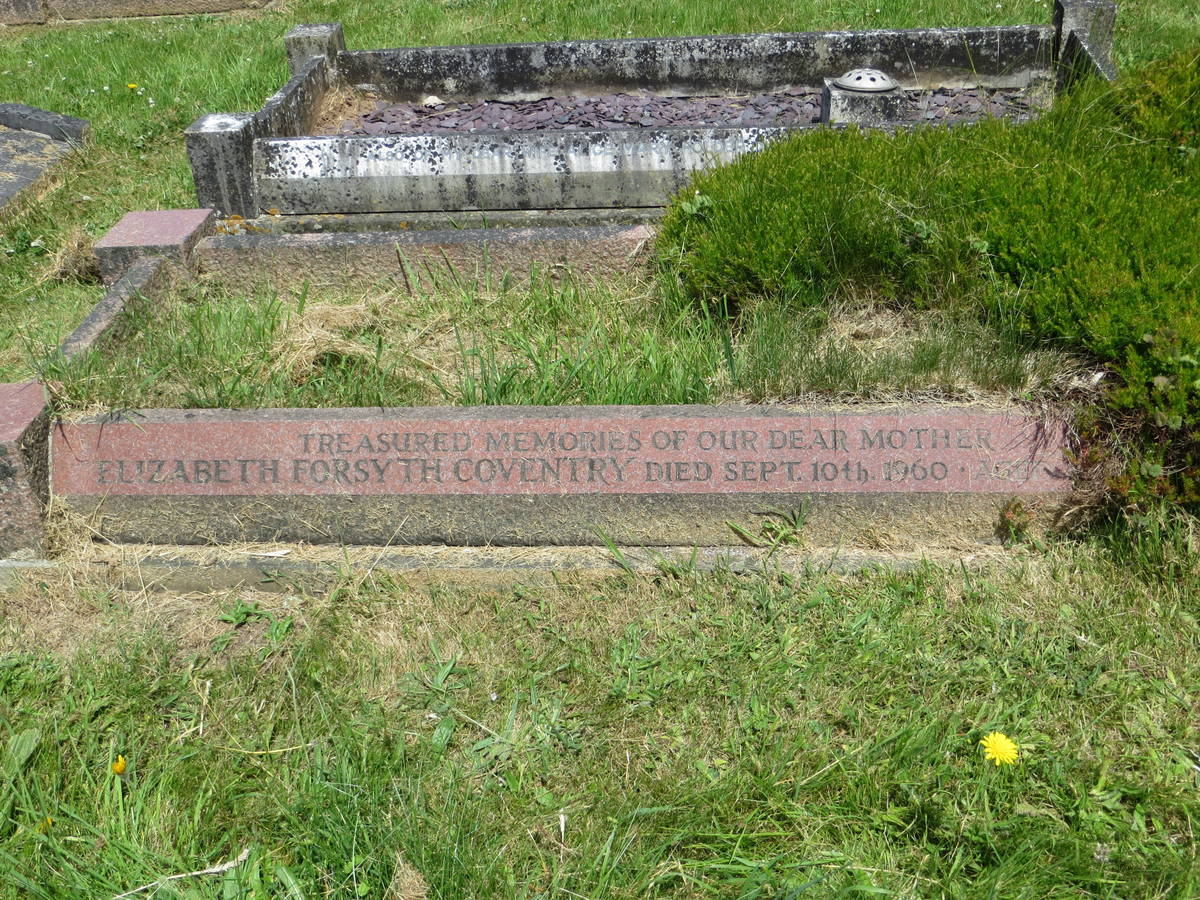 TREASURED MEMORIES OF OUR DEAR MOTHER
ELIZABETH FORSYTH COVENTRY DIED SEPT. 10th. 1960 ·